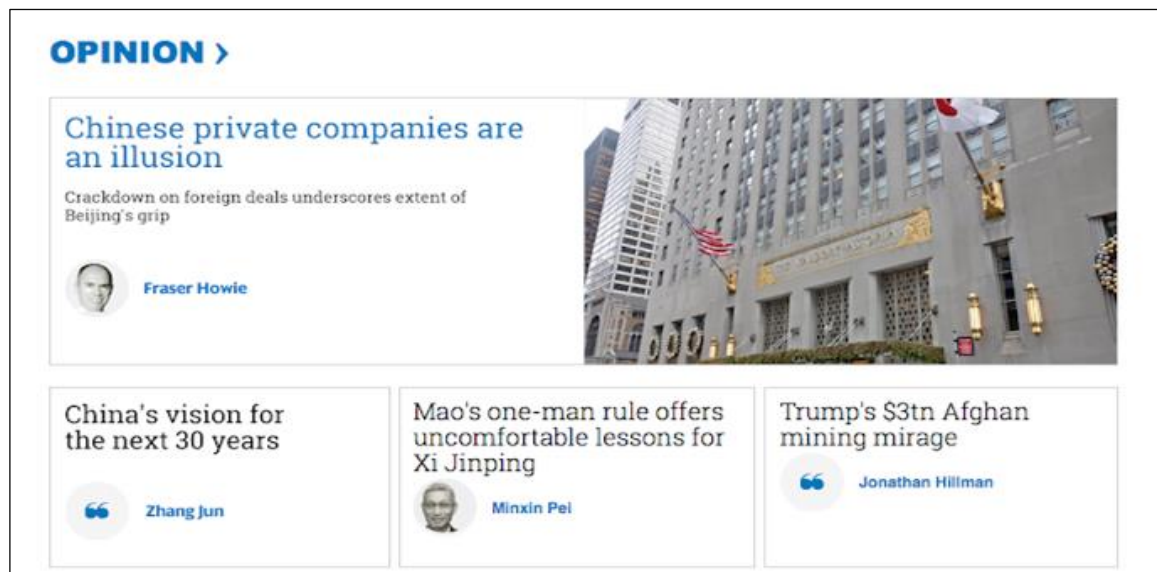 OPINION >
Chinese private companies are
an illusion
Crackdown on foreign deals underscores extent of
Beijing's grip
Fraser Howie
China's vision for
the next 30 years
Zhang Jun
Mao's one-man rule offers
uncomfortable lessons for
Xi Jinping
Minxin Pei
Trump's $3tn Afghan
mining mirage
Jonathan Hillman